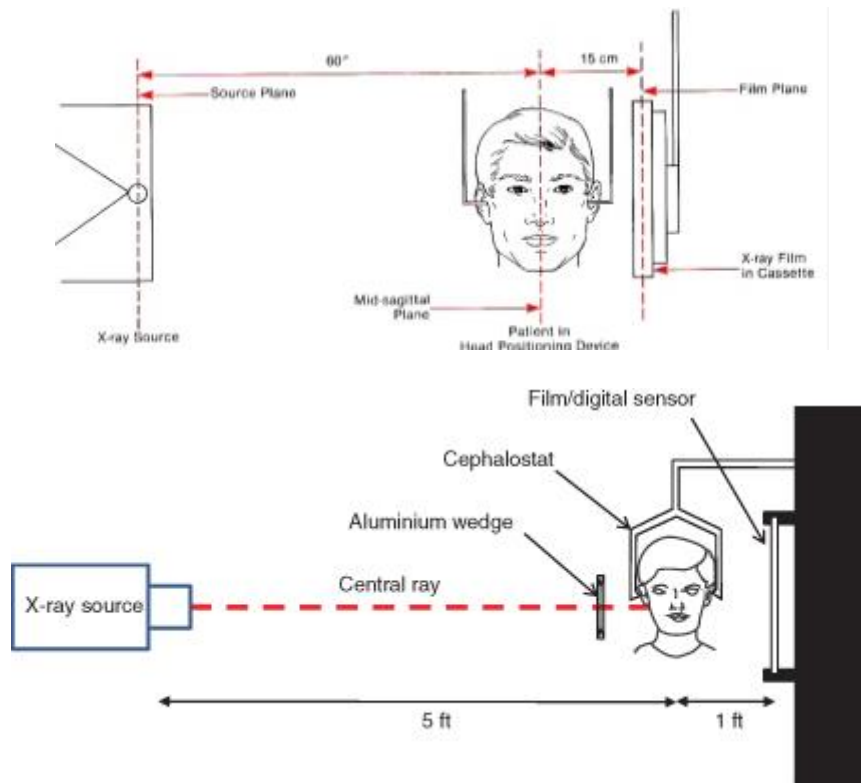 60"
15 cm
Source Plane
Film Plane
X-ray Film
in Cassette
Mid-sagittal
Plane
X-ray Source
Patient in
Head Positioning Device
Film/digital sensor
Cephalostat
Aluminium wedge
X-ray source
Central ray
5 ft
1 ft